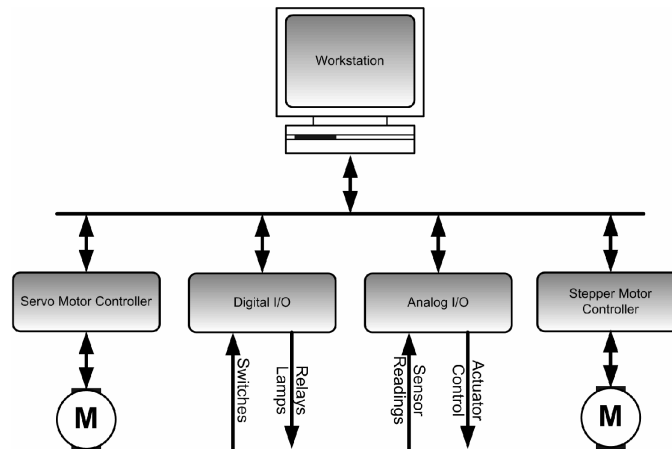 Workstation
Servo Motor Controller
Digital I/O
Analog I/O
Stepper Motor
Controller
Switches
Relays
Lamps
Sensor
Readings
Actuator
Control
M
M